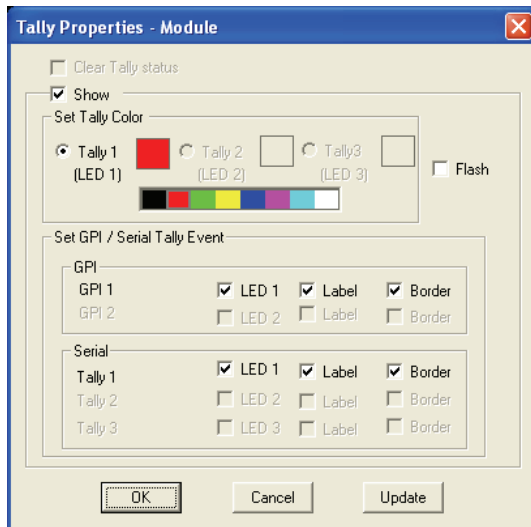 Tally Properties - Module
Clear Tally status
Show
Set Tally Color
Tally 1 Tally 2 Tally3
(LED 1) (LED 2) (LED 3)
Flash
Set GPI / Serial Tally Event
GPI
GPI 1 LED 1 Label Border
GPI 2 LED 2 Label Border
Serial
Tally 1 LED 1 Label Border
Tally 2 LED 2 Label Border
Tally 3 LED 3 Label Border
OK Cancel Update